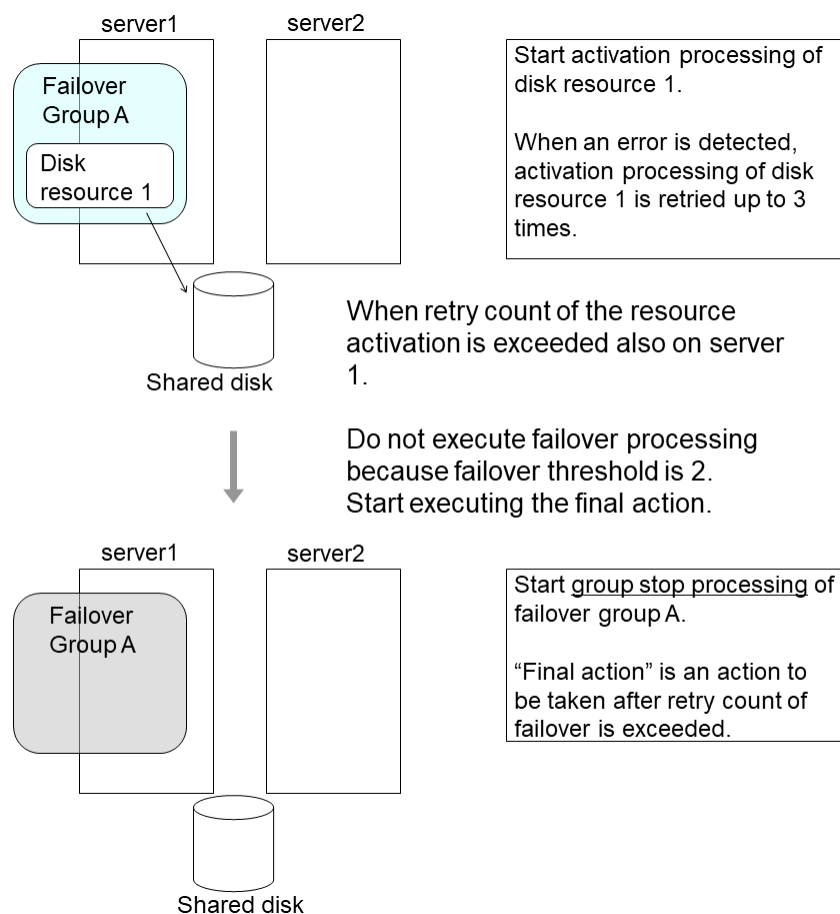 server1
server2
Failover
Group A
Disk
resource 1
Shared disk
Start activation processing of
disk resource 1.
When an error is detected,
activation processing of disk
resource 1 is retried up to 3
times.
When retry count of the resource
activation is exceeded also on server
1.
Do not execute failover processing
because failover threshold is 2.
Start executing the final action.
server1
server2
Failover
Group A
Shared disk
Start group stop processing of
failover group A.
“Final action” is an action to
be taken after retry count of
failover is exceeded.